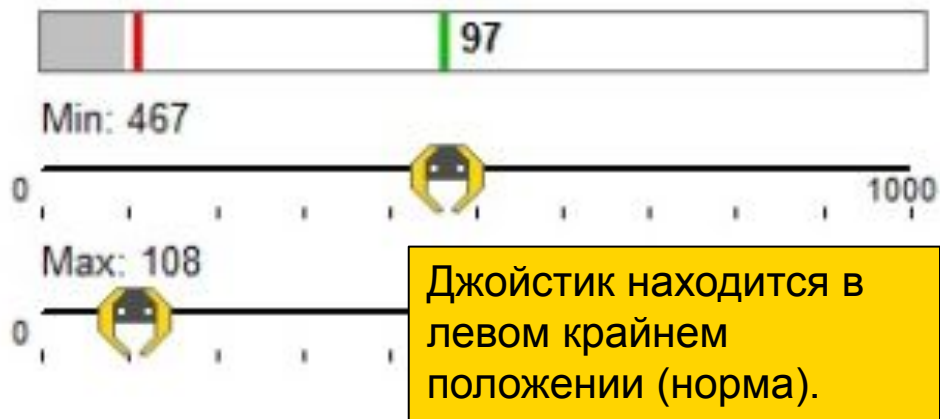 97
Min: 467
0 1000
Max: 108
0
Джойстик находится в
левом крайнем
положении (норма).